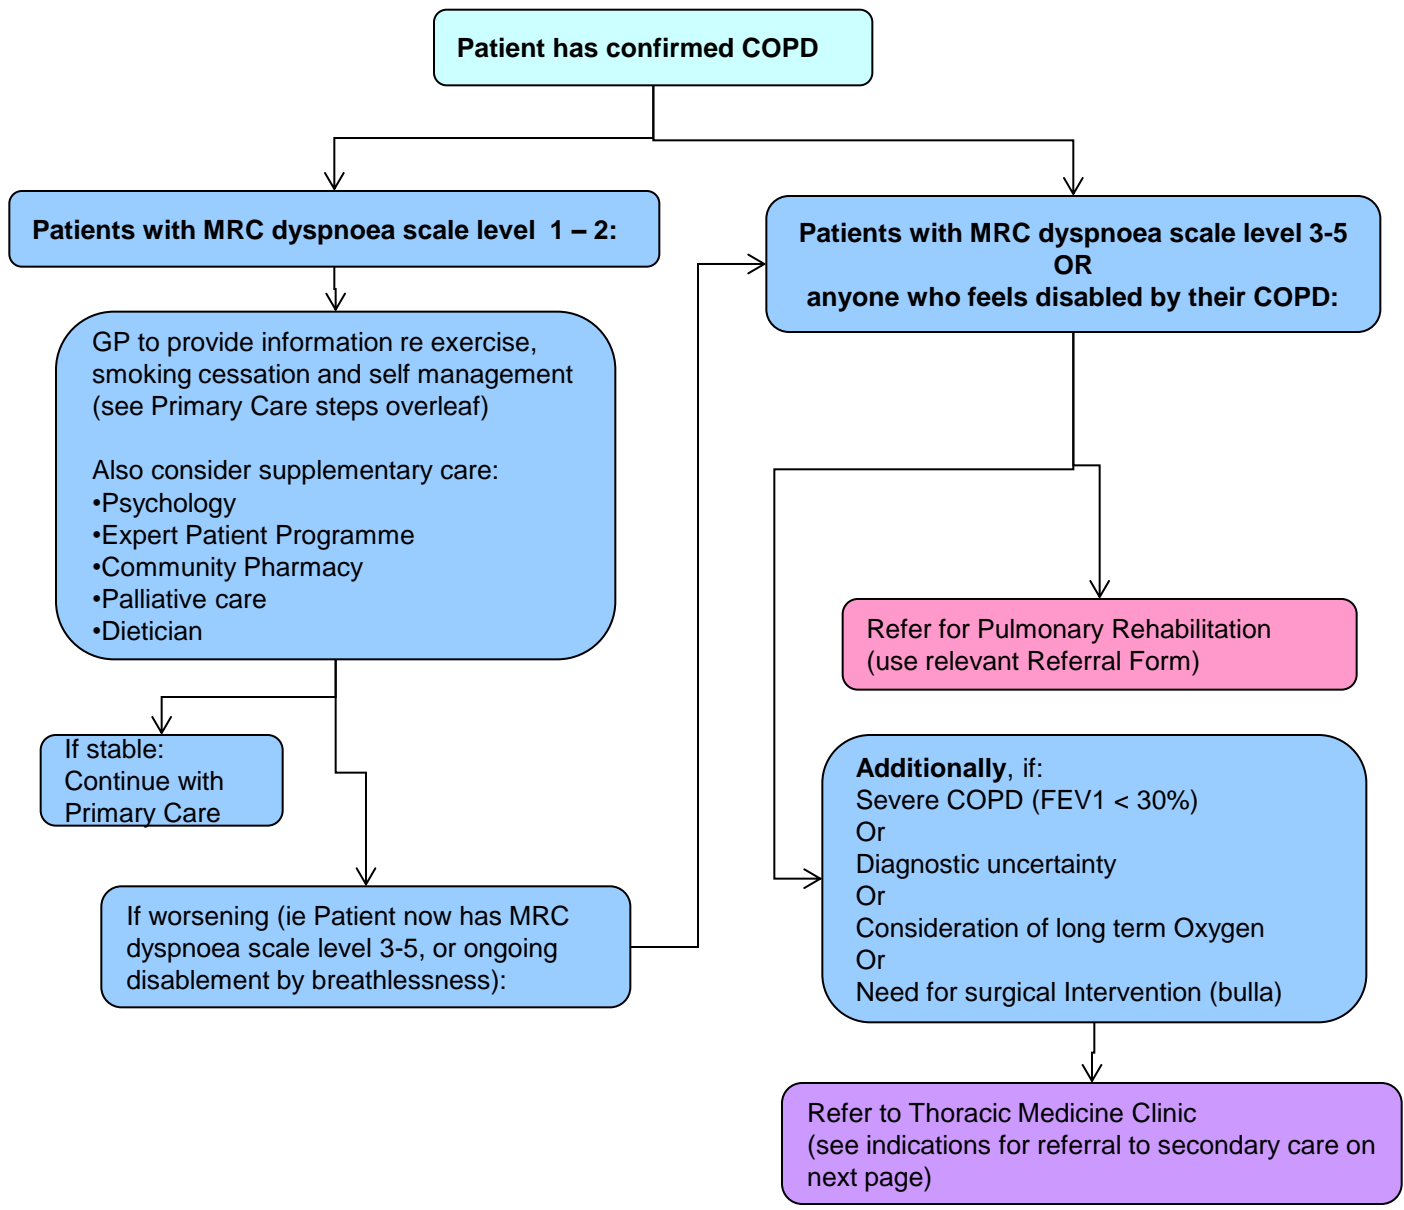 Patient has confirmed COPD
Patients with MRC dyspnoea scale level 1 – 2:
GP to provide information re exercise,
smoking cessation and self management
(see Primary Care steps overleaf)
Also consider supplementary care:
•Psychology
•Expert Patient Programme
•Community Pharmacy
•Palliative care
•Dietician
If stable:
Continue with
Primary Care
If worsening (ie Patient now has MRC
dyspnoea scale level 3-5, or ongoing
disablement by breathlessness):
Patients with MRC dyspnoea scale level 3-5
OR
anyone who feels disabled by their COPD:
Refer for Pulmonary Rehabilitation
(use relevant Referral Form)
Additionally, if:
Severe COPD (FEV1 < 30%)
Or
Diagnostic uncertainty
Or
Consideration of long term Oxygen
Or
Need for surgical Intervention (bulla)
Refer to Thoracic Medicine Clinic
(see indications for referral to secondary care on
next page)